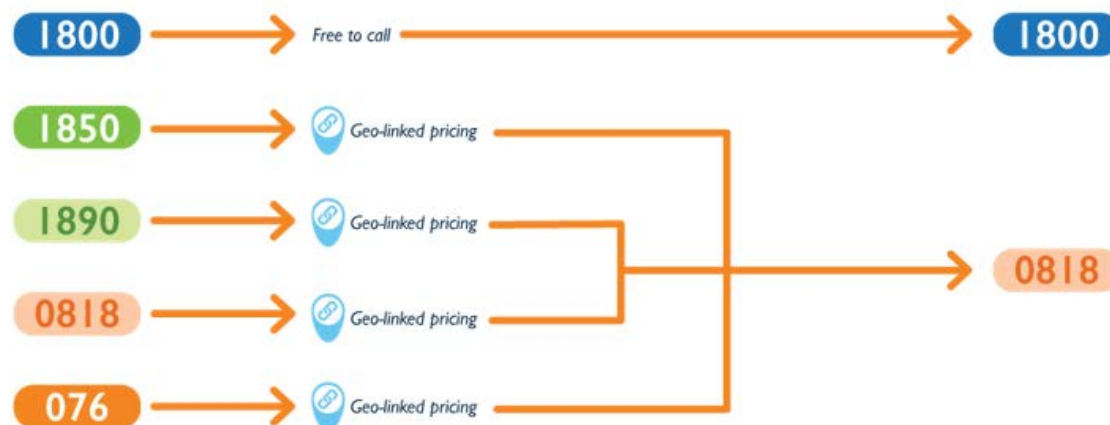 1800 Free to call 1800
1850 Geo-linked pricing
1890 Geo-linked pricing
0818
0818 Geo-linked pricing
076 Geo-linked pricing